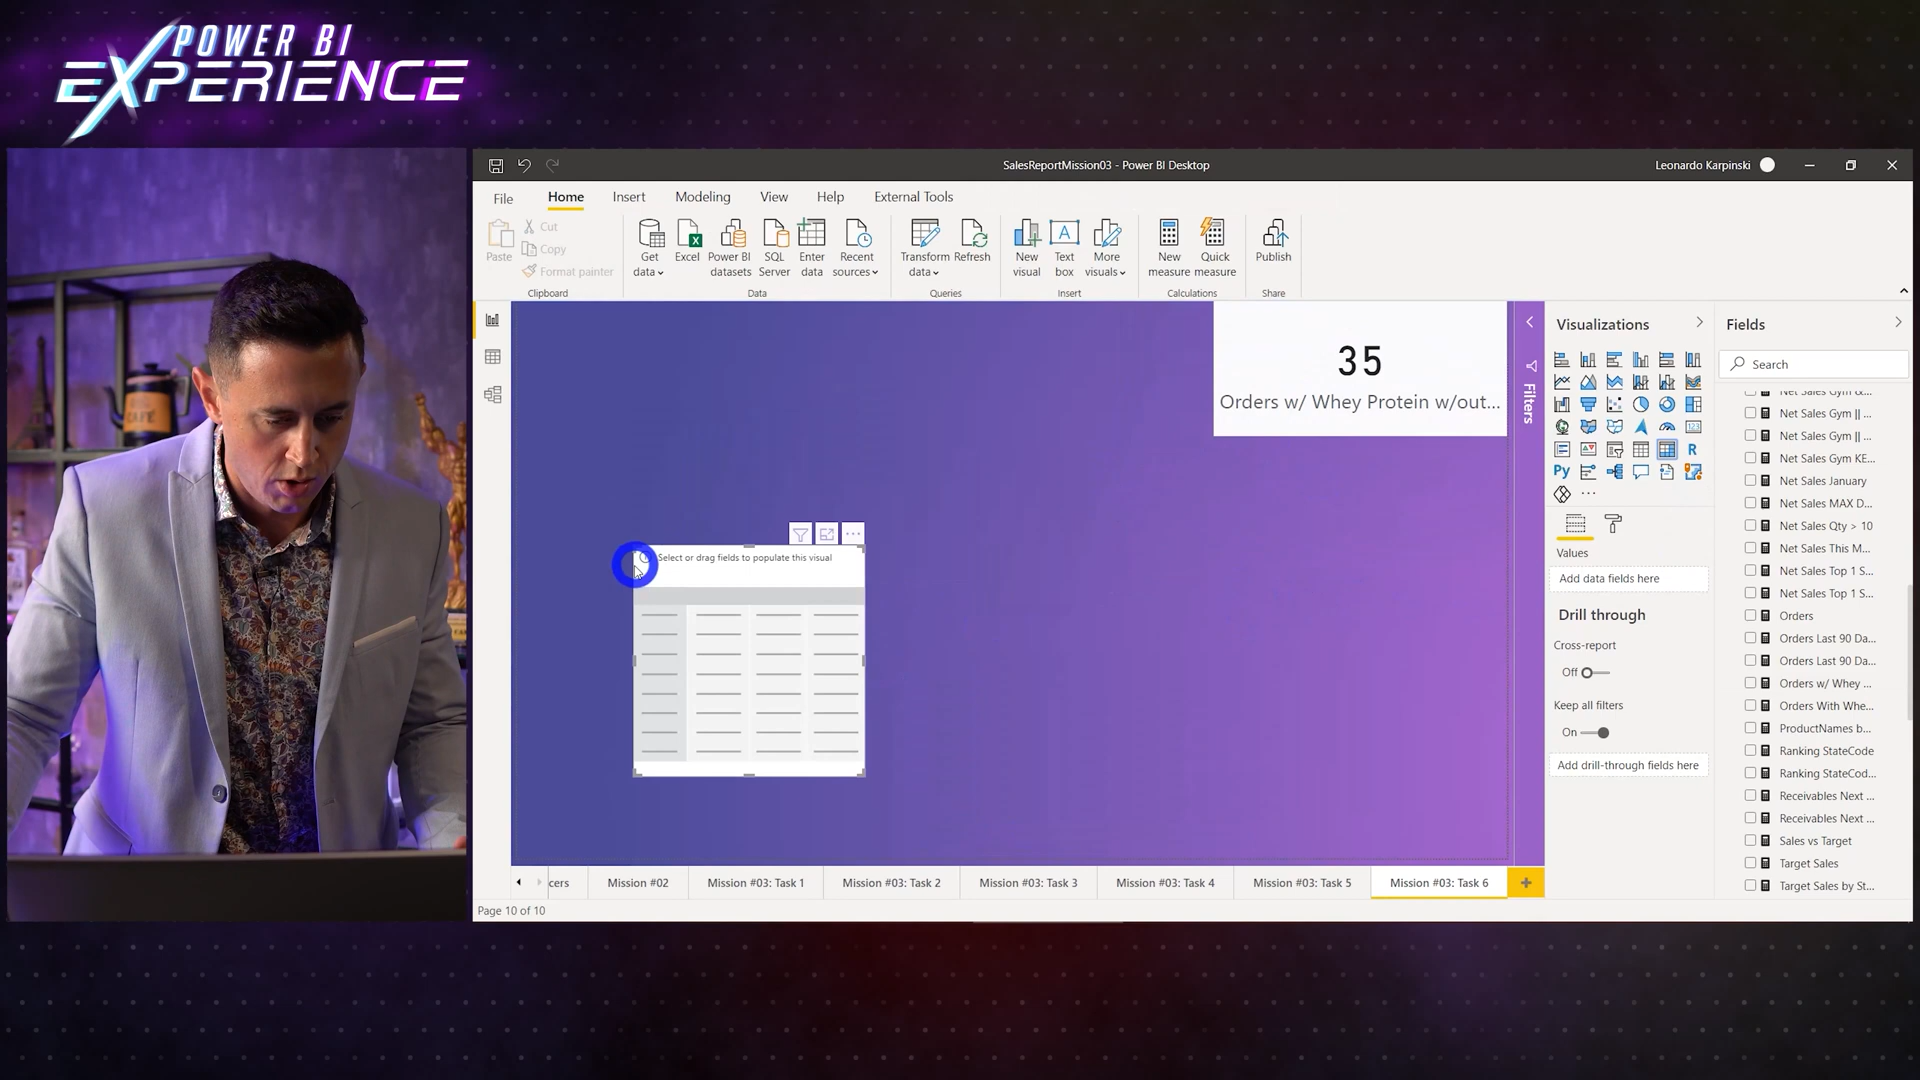 POWER BI
EXPERIENCE
SalesReportMission03 - Power BI Desktop
Leonardo Karpinski
File
Home
Insert
Modeling
View
Help
External Tools
Paste
Cut
Copy
Format painter
Clipboard
Get data
Excel
Power BI datasets
SQL Server
Enter data
Recent sources
Data
Transform data
Refresh
Queries
New visual
Text box
More visuals
Insert
New measure
Quick measure
Calculations
Publish
Share
35
Orders w/ Whey Protein w/out...
Select or drag fields to populate this visual
Filters
Visualizations
R
Py
Values
Add data fields here
Drill through
Cross-report
Off
Keep all filters
On
Add drill-through fields here
Fields
Search
Net Sales Gym &...
Net Sales Gym || ...
Net Sales Gym || ...
Net Sales Gym KE...
Net Sales January
Net Sales MAX D...
Net Sales Qty > 10
Net Sales This M...
Net Sales Top 1 S...
Net Sales Top 1 S...
Orders
Orders Last 90 Da...
Orders Last 90 Da...
Orders w/ Whey ...
Orders With Whe...
ProductNames b...
Ranking StateCode
Ranking StateCod...
Receivables Next ...
Receivables Next ...
Sales vs Target
Target Sales
Target Sales by St...
cers
Mission #02
Mission #03: Task 1
Mission #03: Task 2
Mission #03: Task 3
Mission #03: Task 4
Mission #03: Task 5
Mission #03: Task 6
Page 10 of 10
CAFÉ